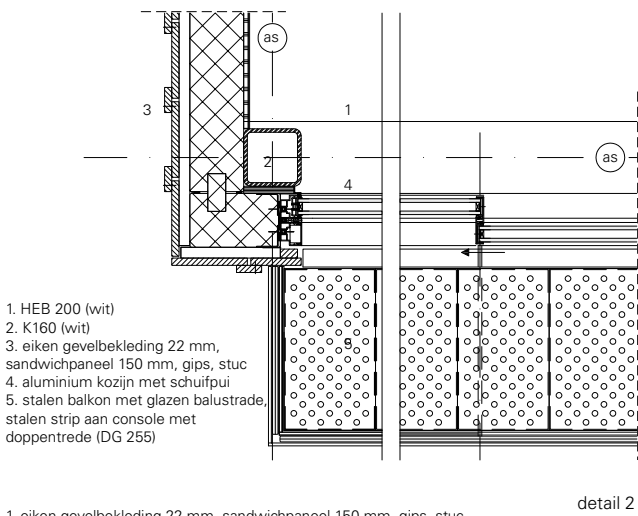 as
3
1
2
as
4
5
1. HEB 200 (wit)
2. K160 (wit)
3. eiken gevelbekleding 22 mm,
sandwichpaneel 150 mm, gips, stuc
4. aluminium kozijn met schuifpui
5. stalen balkon met glazen balustrade,
stalen strip aan console met
doppentrede (DG 255)
detail 2
1. eiken gevelbekleding 22 mm, sandwichpaneel 150 mm, gips, stuc